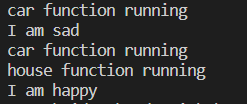 car function running
I am sad
car function running
house function running
I am happy